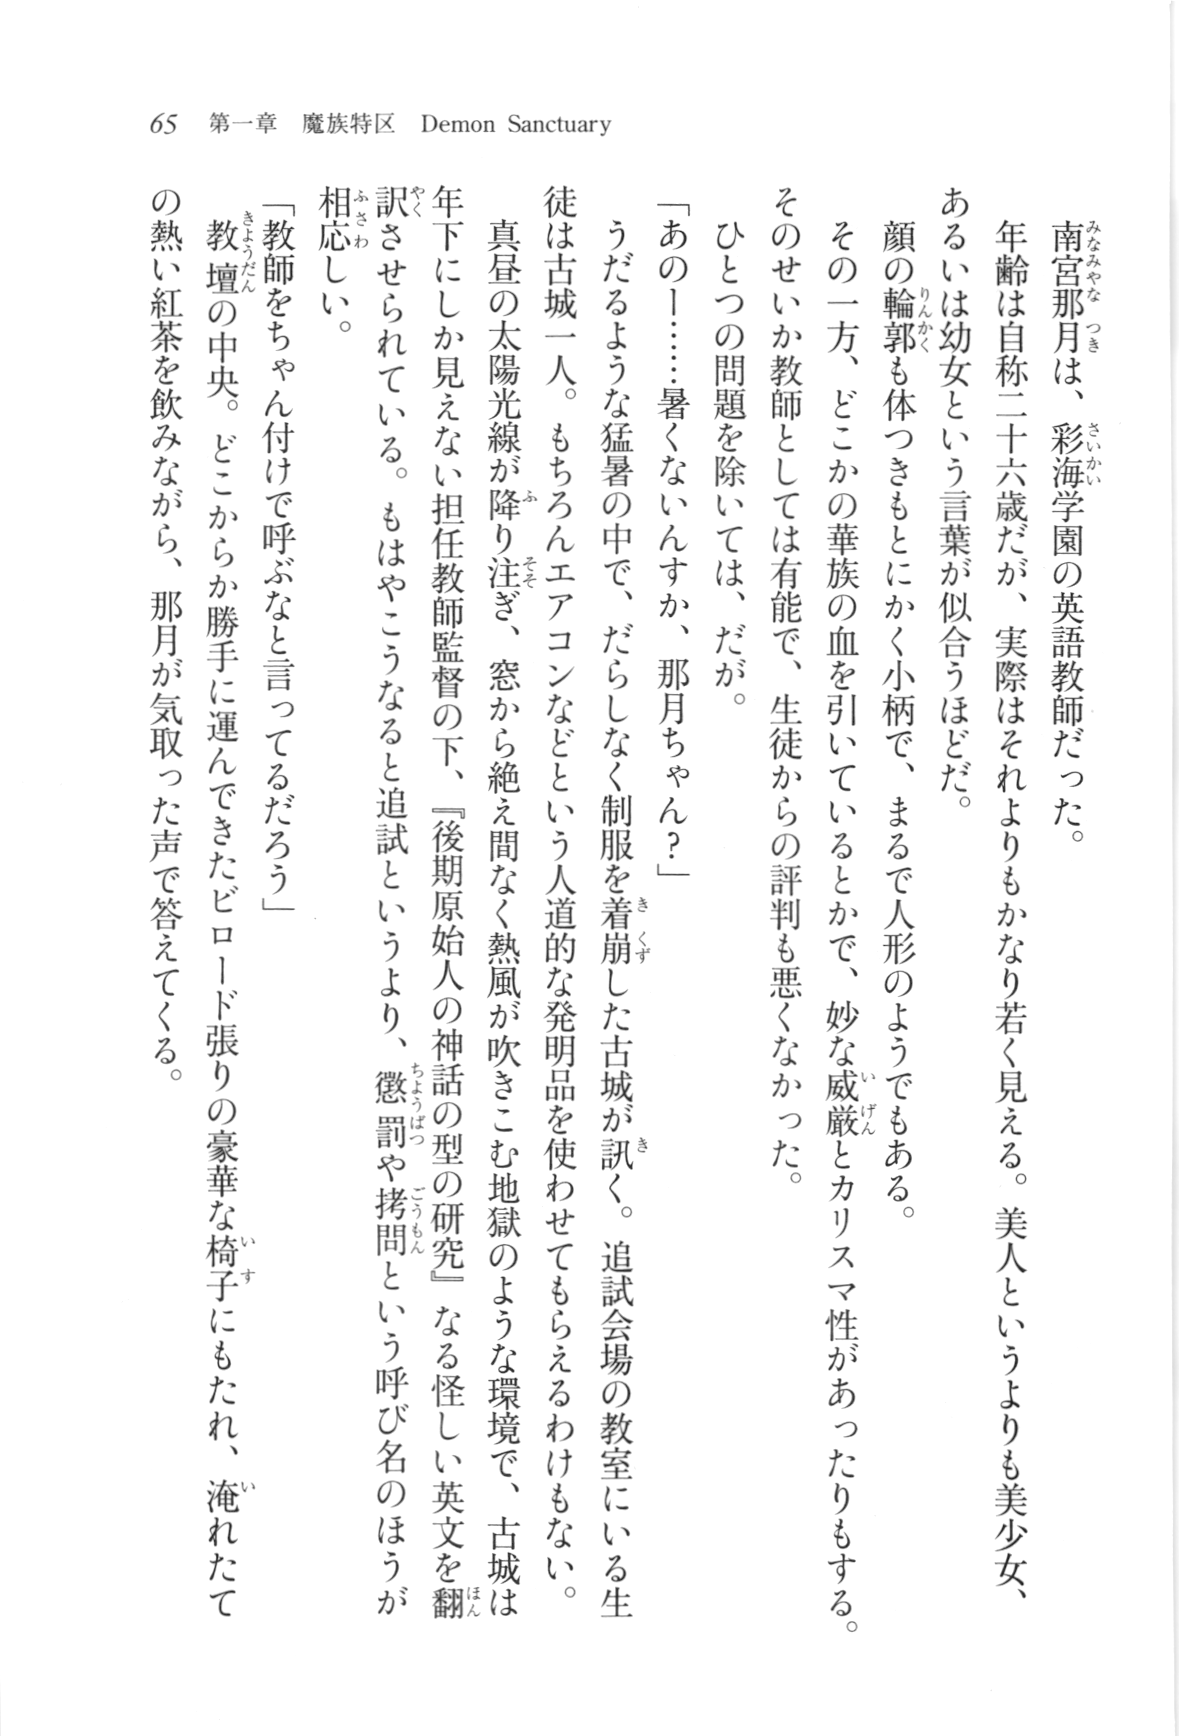 65 第一章 魔族特区 Demon Sanctuary
南宮那月は、彩海学園の英語教師だった。
年齢は自称二十六歳だが、実際はそれよりもかなり若く見える。美人というよりも美少女、
あるいは幼女という言葉が似合うほどだ。
顔の輪郭も体つきもとにかく小柄で、まるで人形のようでもある。
その一方、どこかの華族の血を引いているとかで、妙な威厳とカリスマ性があったりもする。
そのせいか教師としては有能で、生徒からの評判も悪くなかった。
ひとつの問題を除いては、だが。
「あのー……暑くないんすか、那月ちゃん？」
うだるような猛暑の中で、だらしなく制服を着崩した古城が訊く。追試会場の教室にいる生
徒は古城一人。もちろんエアコンなどという人道的な発明品を使わせてもらえるわけもない。
真昼の太陽光線が降り注ぎ、窓から絶え間なく熱風が吹きこむ地獄のような環境で、古城は
年下にしか見えない担任教師監督の下、『後期原始人の神話の型の研究』なる怪しい英文を翻
訳させられている。もはやこうなると追試というより、懲罰や拷問という呼び名のほうが
相応しい。
「教師をちゃん付けで呼ぶなと言ってるだろう」
教壇の中央。どこからか勝手に運んできたビロード張りの豪華な椅子にもたれ、淹れたて
の熱い紅茶を飲みながら、那月が気取った声で答えてくる。